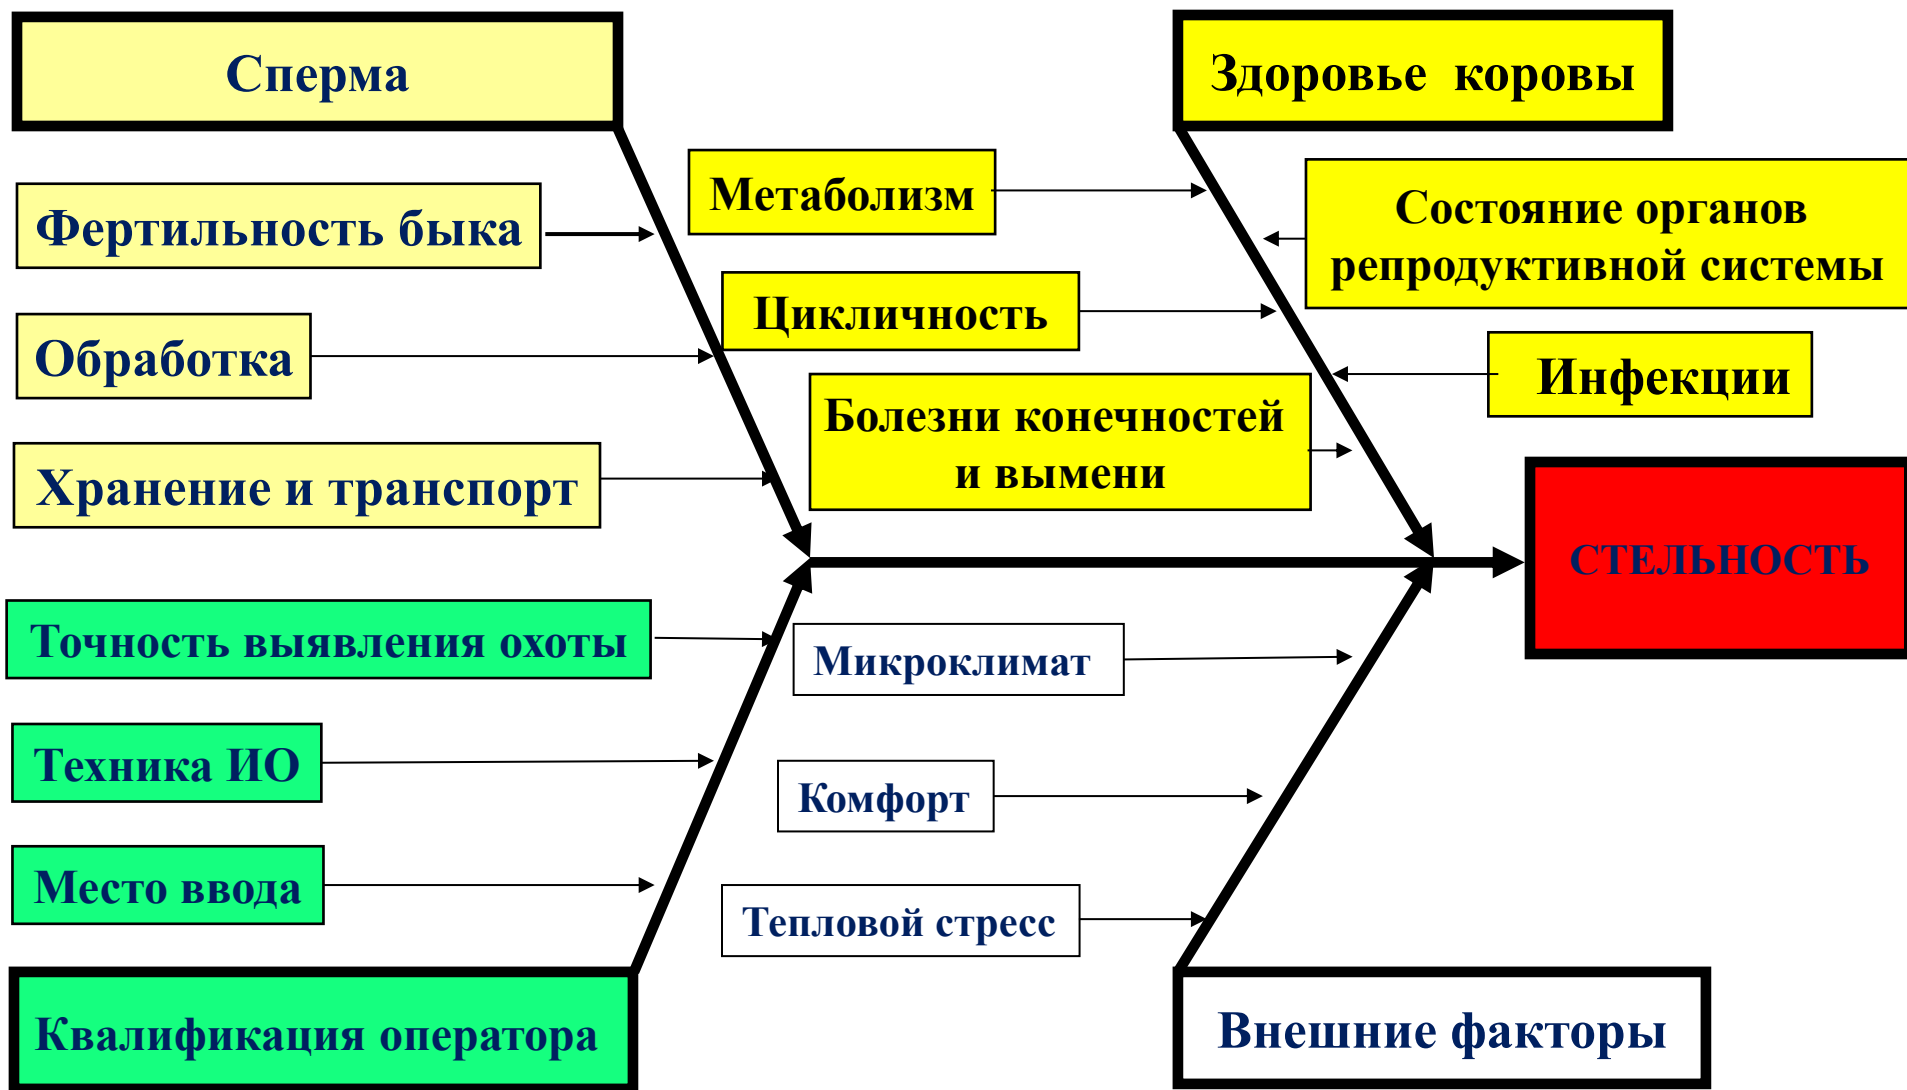 Сперма
Здоровье коровы
Метаболизм
Состояние органов
репродуктивной системы
Фертильность быка
Цикличность
Обработка
Инфекции
Болезни конечностей
и вымени
Хранение и транспорт
СТЕЛЬНОСТЬ
Точность выявления охоты
Микроклимат
Техника ИО
Комфорт
Место ввода
Тепловой стресс
Квалификация оператора
Внешние факторы